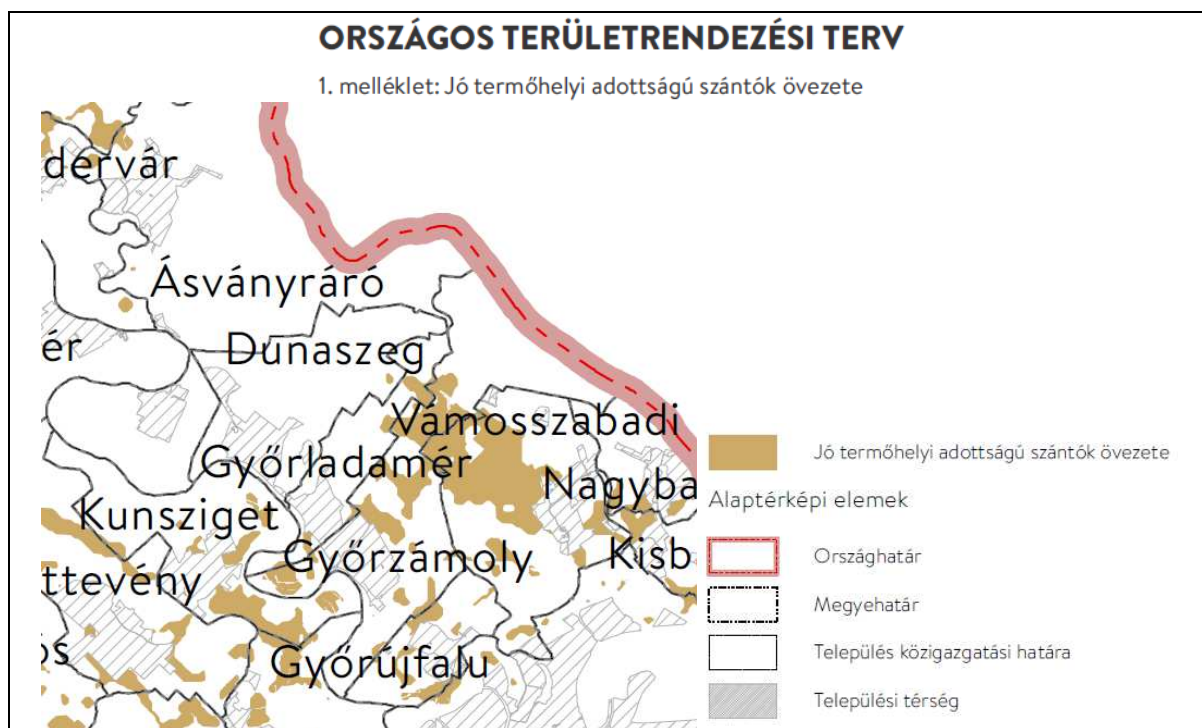 ORSZÁGOS TERÜLETRENDEZÉSI TERV
1. melléklet: Jó termőhelyi adottságú szántók övezete
dervár
Ásványráró
ér
Dunaszeg
Vámosszabadi
Győrladamér
Nagyba
Kunsziget
Győrzámoly
Kisb
ttevény
os
Győrújfalu
Jó termőhelyi adottságú szántók övezete
Alaptérképi elemek
Országhatár
Megyehatár
Település közigazgatási határa
Települési térség